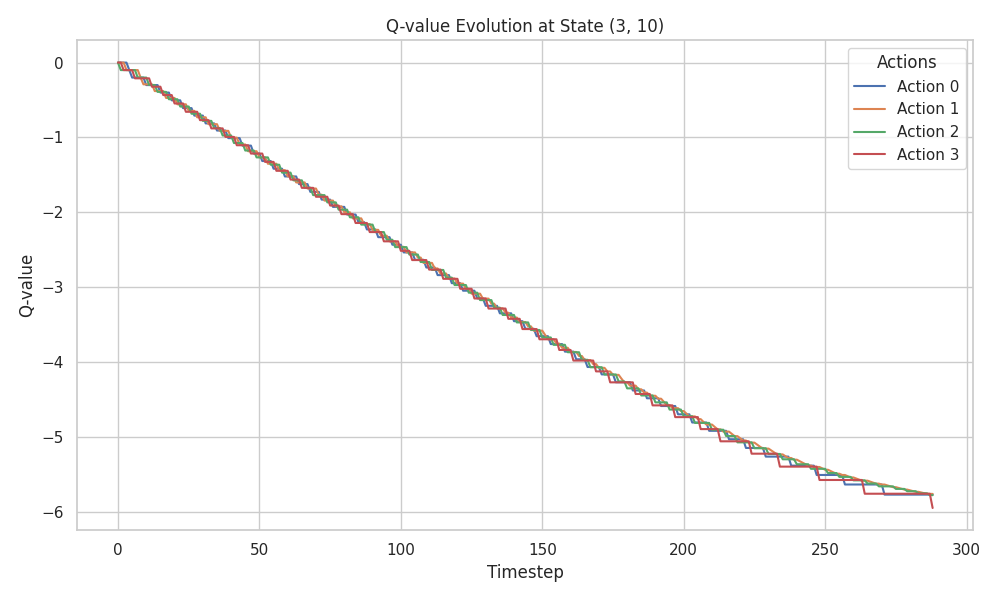 Q-value Evolution at State (3, 10)
Actions
Action 0
Action 1
Action 2
Action 3
Q-value
0
−1
−2
−3
−4
−5
−6
0 50 100 150 200 250 300
Timestep